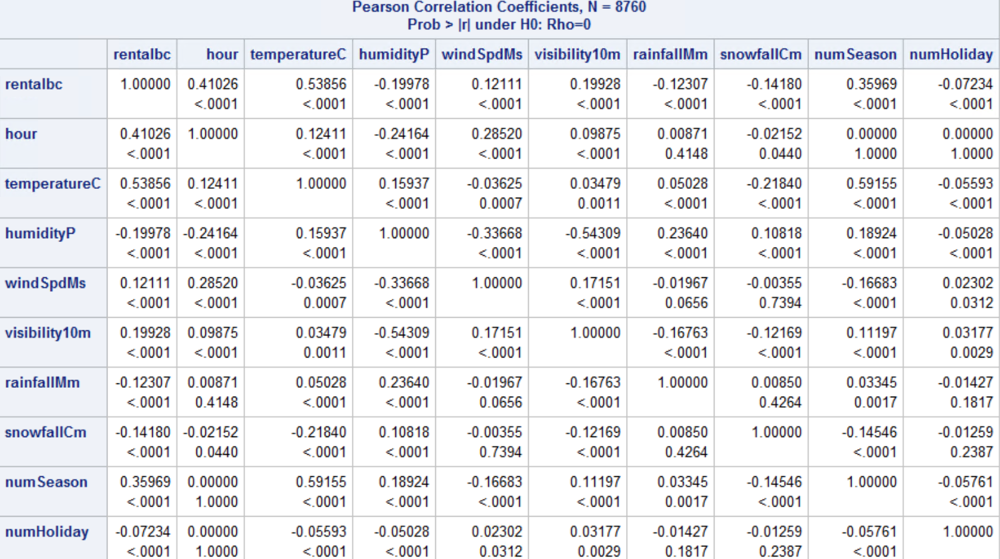 Pearson Correlation Coefficients, N = 8760
Prob > |r| under H0: Rho=0
rentalbc hour temperatureC humidityP windSpdMs visibility10m rainfallMm snowfallCm numSeason numHoliday
rentalbc 1.00000 0.41026 0.53856 -0.19978 0.12111 0.19928 -0.12307 -0.14180 0.35969 -0.07234
<.0001 <.0001 <.0001 <.0001 <.0001 <.0001 <.0001 <.0001 <.0001
hour 0.41026 1.00000 0.12411 -0.24164 0.28520 0.09875 0.00871 -0.02152 0.00000 0.00000
<.0001 <.0001 <.0001 <.0001 <.0001 0.4148 0.0440 1.0000 1.0000
temperatureC 0.53856 0.12411 1.00000 0.15937 -0.03625 0.03479 0.05028 -0.21840 0.59155 -0.05593
<.0001 <.0001 <.0001 0.0007 0.0011 <.0001 <.0001 <.0001 <.0001
humidityP -0.19978 -0.24164 0.15937 1.00000 -0.33668 -0.54309 0.23640 0.10818 0.18924 -0.05028
<.0001 <.0001 <.0001 <.0001 <.0001 <.0001 <.0001 <.0001 <.0001
windSpdMs 0.12111 0.28520 -0.03625 -0.33668 1.00000 0.17151 -0.01967 -0.00355 -0.16683 0.02302
<.0001 <.0001 0.0007 <.0001 <.0001 0.0656 0.7394 <.0001 0.0312
visibility10m 0.19928 0.09875 0.03479 -0.54309 0.17151 1.00000 -0.16763 -0.12169 0.11197 0.03177
<.0001 <.0001 0.0011 <.0001 <.0001 <.0001 <.0001 <.0001 0.0029
rainfallMm -0.12307 0.00871 0.05028 0.23640 -0.01967 -0.16763 1.00000 0.00850 0.03345 -0.01427
<.0001 0.4148 <.0001 <.0001 0.0656 <.0001 0.4264 0.0017 0.1817
snowfallCm -0.14180 -0.02152 -0.21840 0.10818 -0.00355 -0.12169 0.00850 1.00000 -0.14546 -0.01259
<.0001 0.0440 <.0001 <.0001 0.7394 <.0001 0.4264 <.0001 0.2387
numSeason 0.35969 0.00000 0.59155 0.18924 -0.16683 0.11197 0.03345 -0.14546 1.00000 -0.05761
<.0001 1.0000 <.0001 <.0001 <.0001 <.0001 0.0017 <.0001 <.0001
numHoliday -0.07234 0.00000 -0.05593 -0.05028 0.02302 0.03177 -0.01427 -0.01259 -0.05761 1.00000
<.0001 1.0000 <.0001 <.0001 0.0312 0.0029 0.1817 0.2387 <.0001